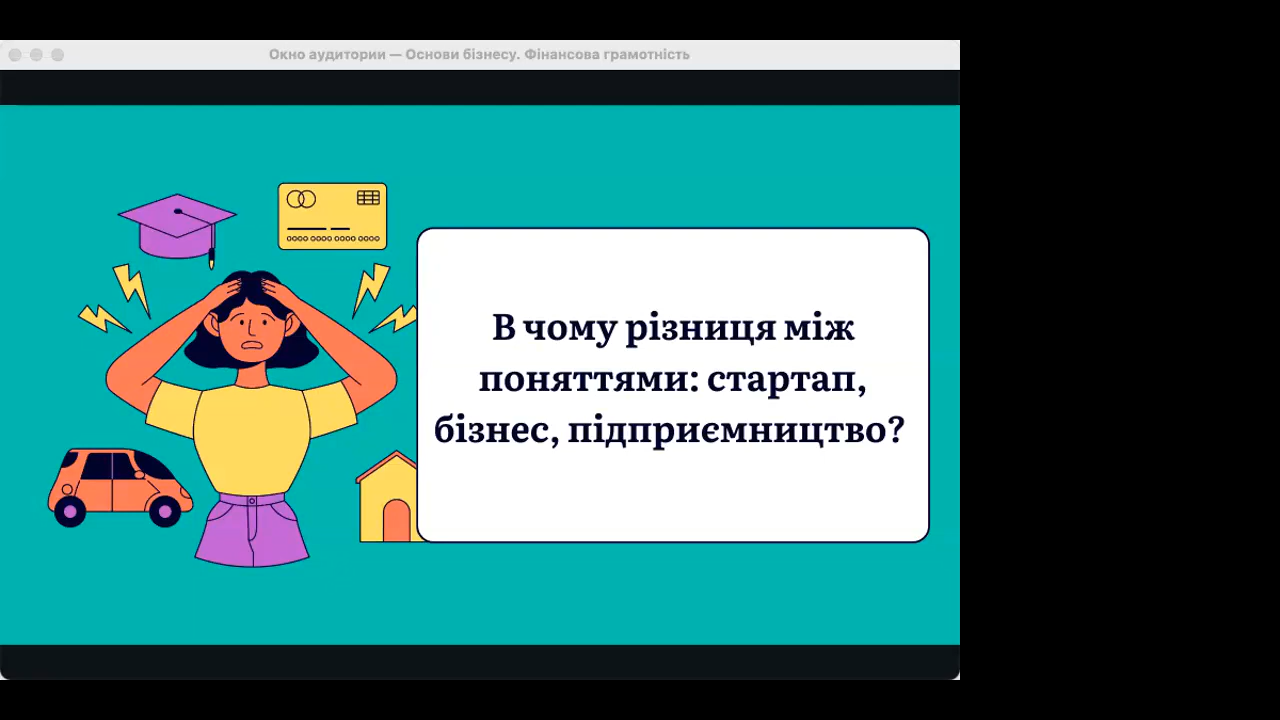 Окно аудитории — Основи бізнесу. Фінансова грамотність
В чому різниця між
поняттями: стартап,
бізнес, підприємництво?